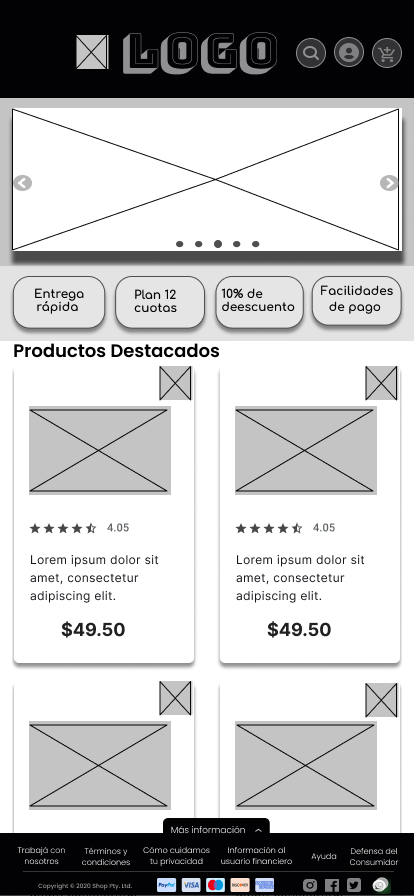 LOGO
Entrega
rápida
Plan 12
cuotas
10% de
deescuento
Facilidades
de pago
Productos Destacados
4.05
Lorem ipsum dolor sit
amet, consectetur
adipiscing elit.
$49.50
4.05
Lorem ipsum dolor sit
amet, consectetur
adipiscing elit.
$49.50
Más información
Trabajá con
nosotros
Términos y
condiciones
Cómo cuidamos
tu privacidad
Información al
usuario financiero
Ayuda
Defensa del
Consumidor
Copyright © 2020 Shop Pty. Ltd.
PayPal
VISA
DISCOVER